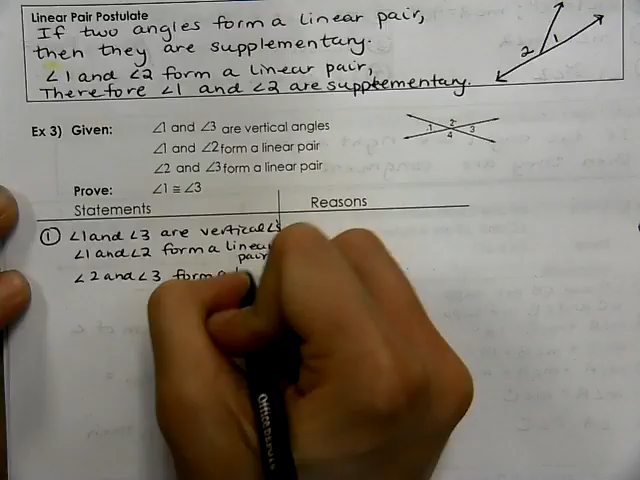 Linear Pair Postulate
If two angles form a linear pair,
then they are supplementary.
∠1 and ∠2 form a linear pair,
Therefore ∠1 and ∠2 are supplementary.
2 1
Ex 3) Given: ∠1 and ∠3 are vertical angles
∠1 and ∠2 form a linear pair
∠2 and ∠3 form a linear pair
1 2 3 4
Prove: ∠1 ≅ ∠3
Statements Reasons
① ∠1 and ∠3 are vertical ∠s
∠1 and ∠2 form a linear
pair
∠2 and ∠3 form a
Office DEPOT